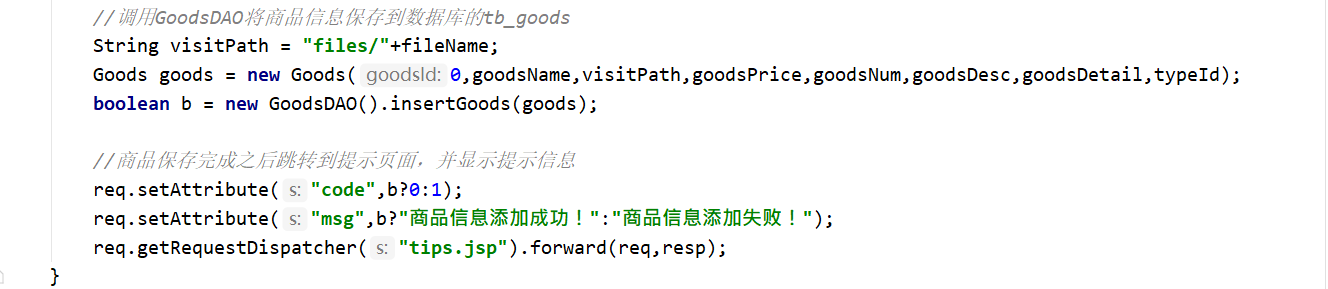 //调用GoodsDAO将商品信息保存到数据库的tb_goods
String visitPath = "files/"+fileName;
Goods goods = new Goods( goodsId: 0,goodsName,visitPath,goodsPrice,goodsNum,goodsDesc,goodsDetail,typeId);
boolean b = new GoodsDAO().insertGoods(goods);
//商品保存完成之后跳转到提示页面，并显示提示信息
req.setAttribute( s: "code",b?0:1);
req.setAttribute( s: "msg",b?"商品信息添加成功！":"商品信息添加失败！");
req.getRequestDispatcher( s: "tips.jsp").forward(req,resp);
}